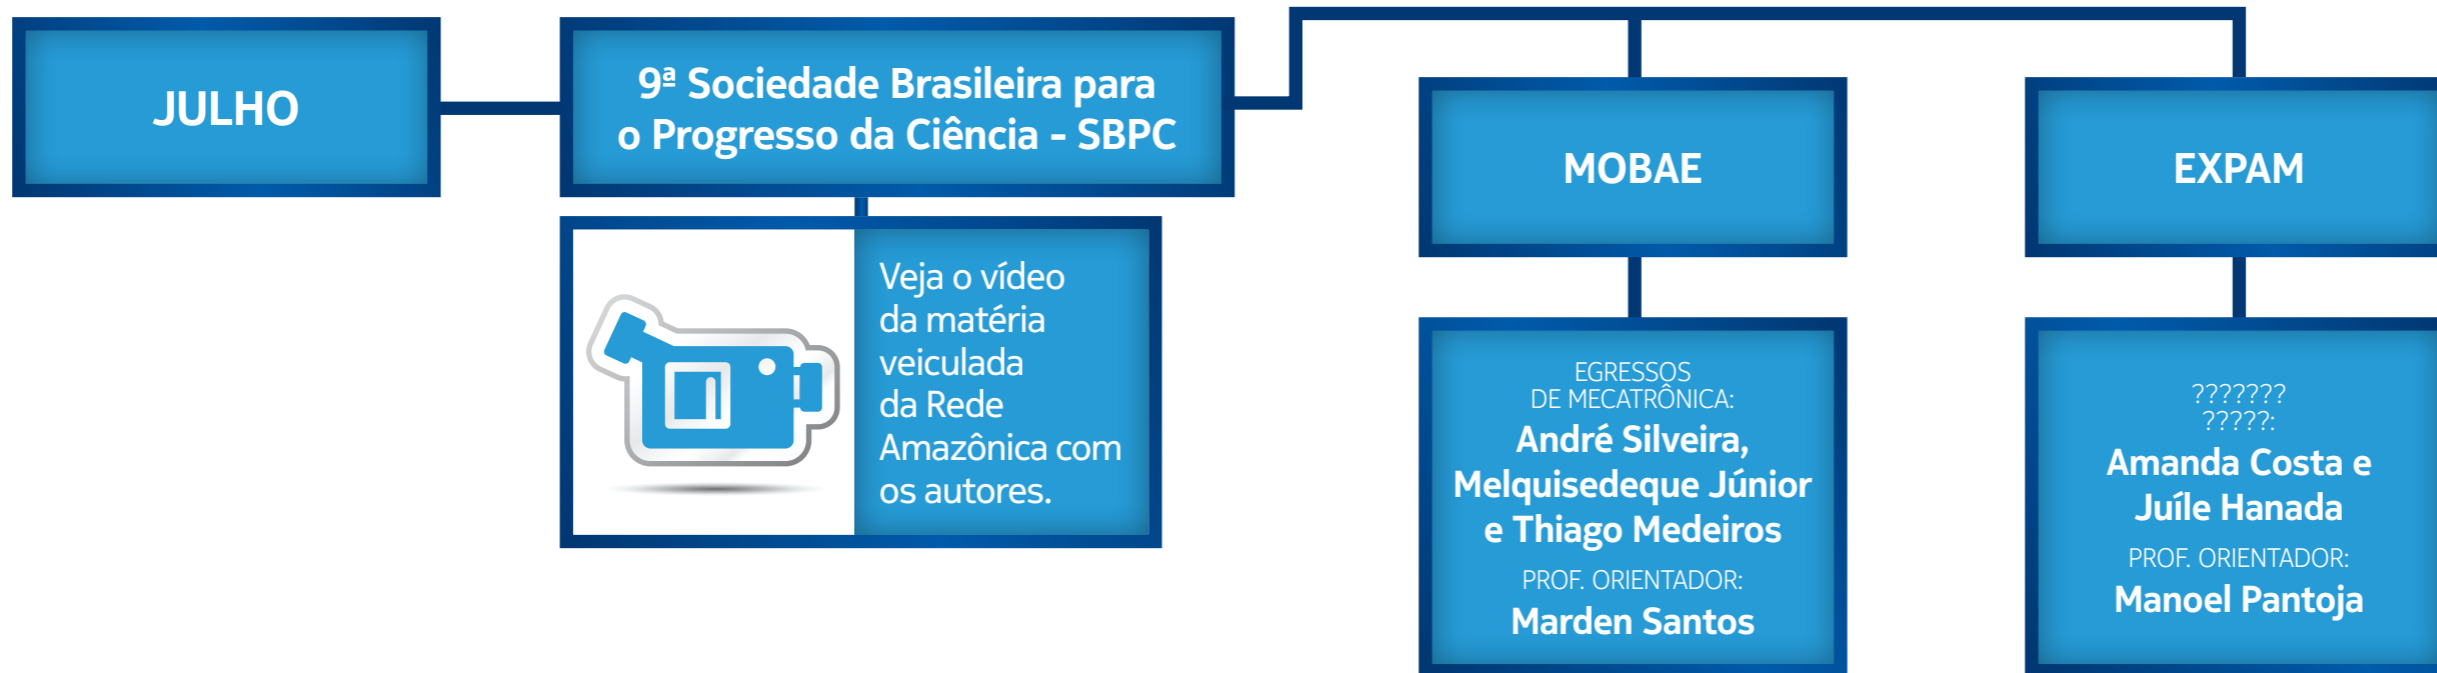 JULHO
9ª Sociedade Brasileira para
o Progresso da Ciência - SBPC
Veja o vídeo
da matéria
veiculada
da Rede
Amazônica com
os autores.
MOBAE
EGRESSOS
DE MECATRÔNICA:
André Silveira,
Melquisedeque Júnior
e Thiago Medeiros
PROF. ORIENTADOR:
Marden Santos
EXPAM
???????
?????:
Amanda Costa e
Juíle Hanada
PROF. ORIENTADOR:
Manoel Pantoja